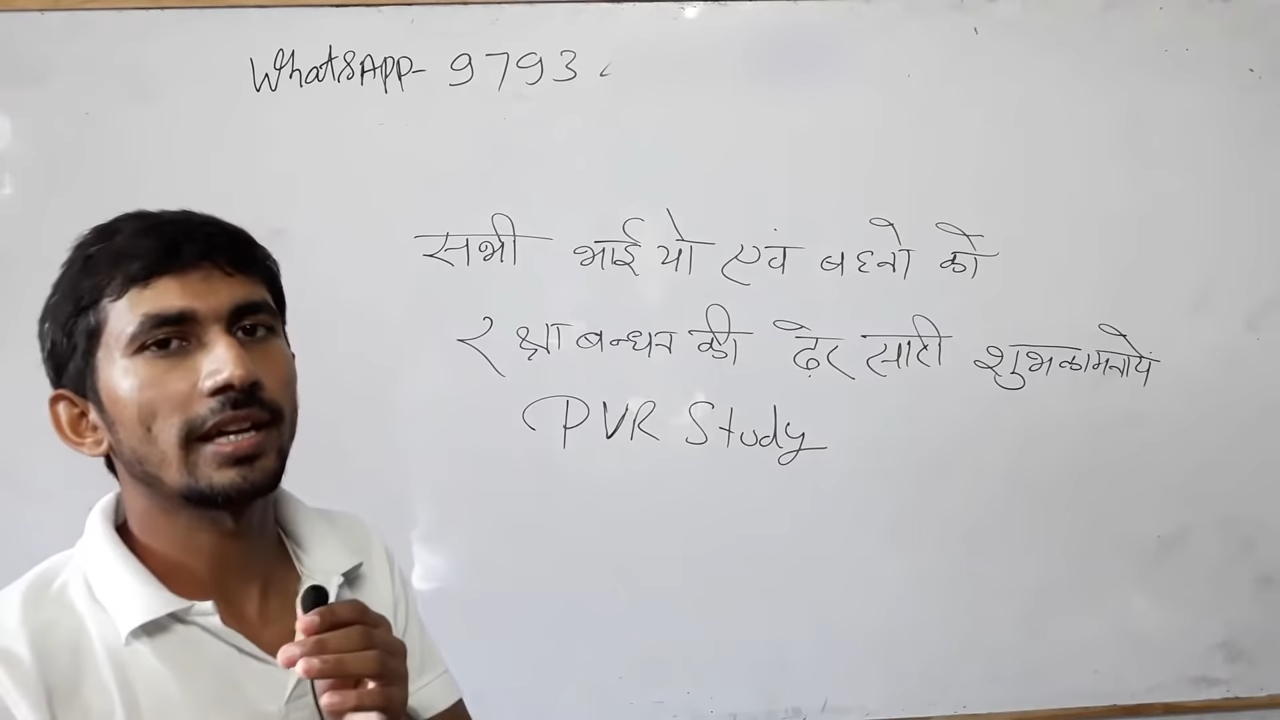 WhatsApp- 9793
सभी भाईयो एवं बहनो को
रक्षाबन्धन की ढ़ेर सारी शुभकामनाये
PVR Study